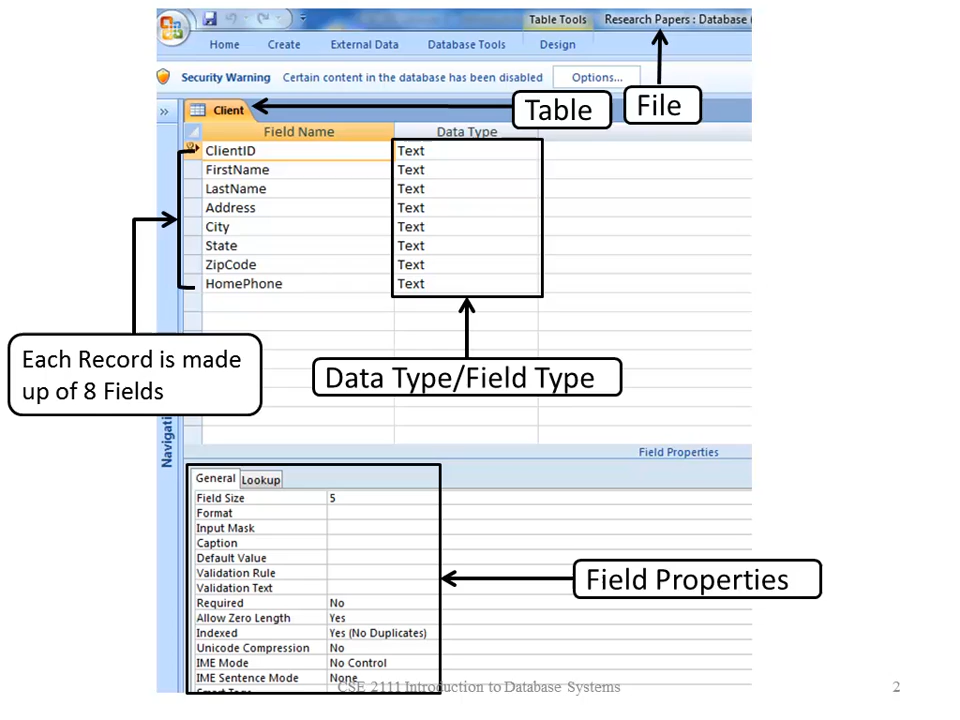 Table Tools Research Papers : Database (
Home Create External Data Database Tools Design
Security Warning Certain content in the database has been disabled Options...
Client
Table
File
Field Name Data Type
ClientID Text
FirstName Text
LastName Text
Address Text
City Text
State Text
ZipCode Text
HomePhone Text
Each Record is made
up of 8 Fields
Data Type/Field Type
Navigati
Field Properties
General Lookup
Field Size 5
Format
Input Mask
Caption
Default Value
Validation Rule
Validation Text
Required No
Allow Zero Length Yes
Indexed Yes (No Duplicates)
Unicode Compression No
IME Mode No Control
IME Sentence Mode None
Field Properties
CSE 2111 Introduction to Database Systems
2